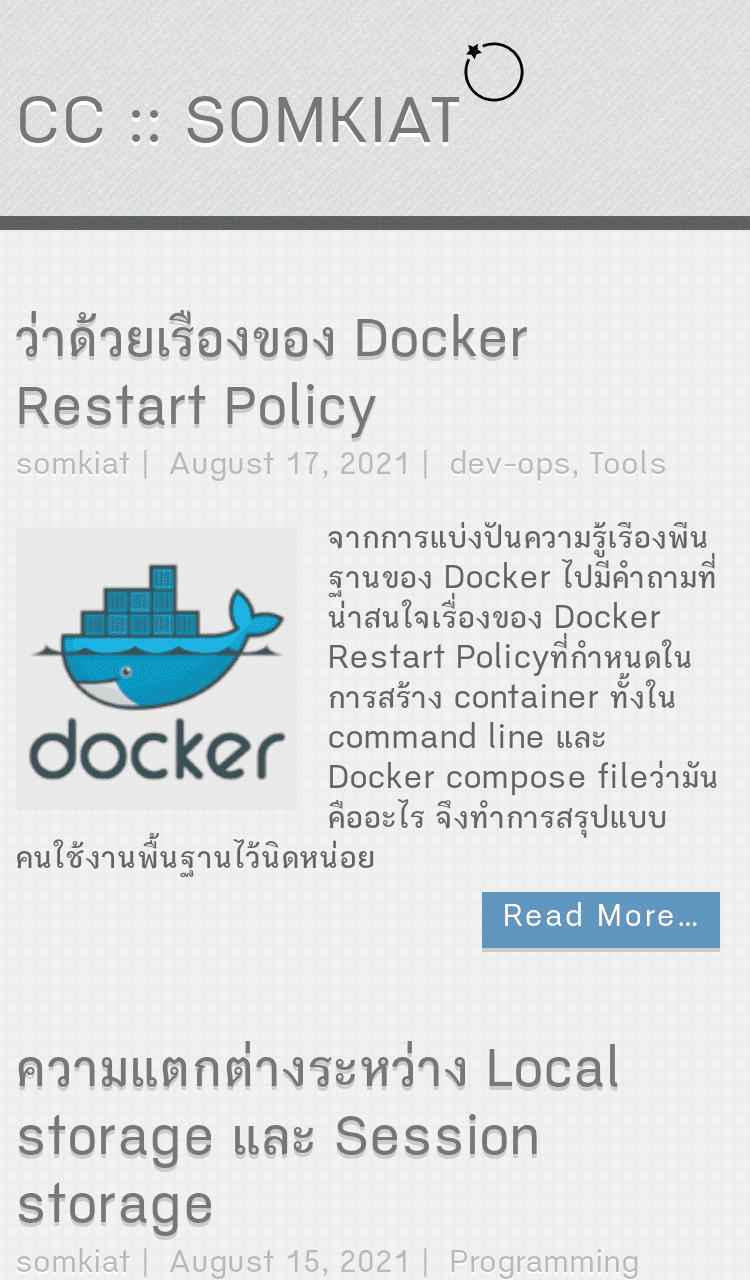 CC :: SOMKIAT
ว่าด้วยเรื่องของ Docker
Restart Policy
somkiat | August 17, 2021 | dev-ops, Tools
จากการแบ่งปันความรู้เรื่องพื้น
ฐานของ Docker ไปมีคำถามที่
น่าสนใจเรื่องของ Docker
Restart Policyที่กำหนดใน
การสร้าง container ทั้งใน
command line และ
Docker compose fileว่ามัน
คืออะไร จึงทำการสรุปแบบ
คนใช้งานพื้นฐานไว้นิดหน่อย
docker
Read More...
ความแตกต่างระหว่าง Local
storage และ Session
storage
somkiat | August 15, 2021 | Programming